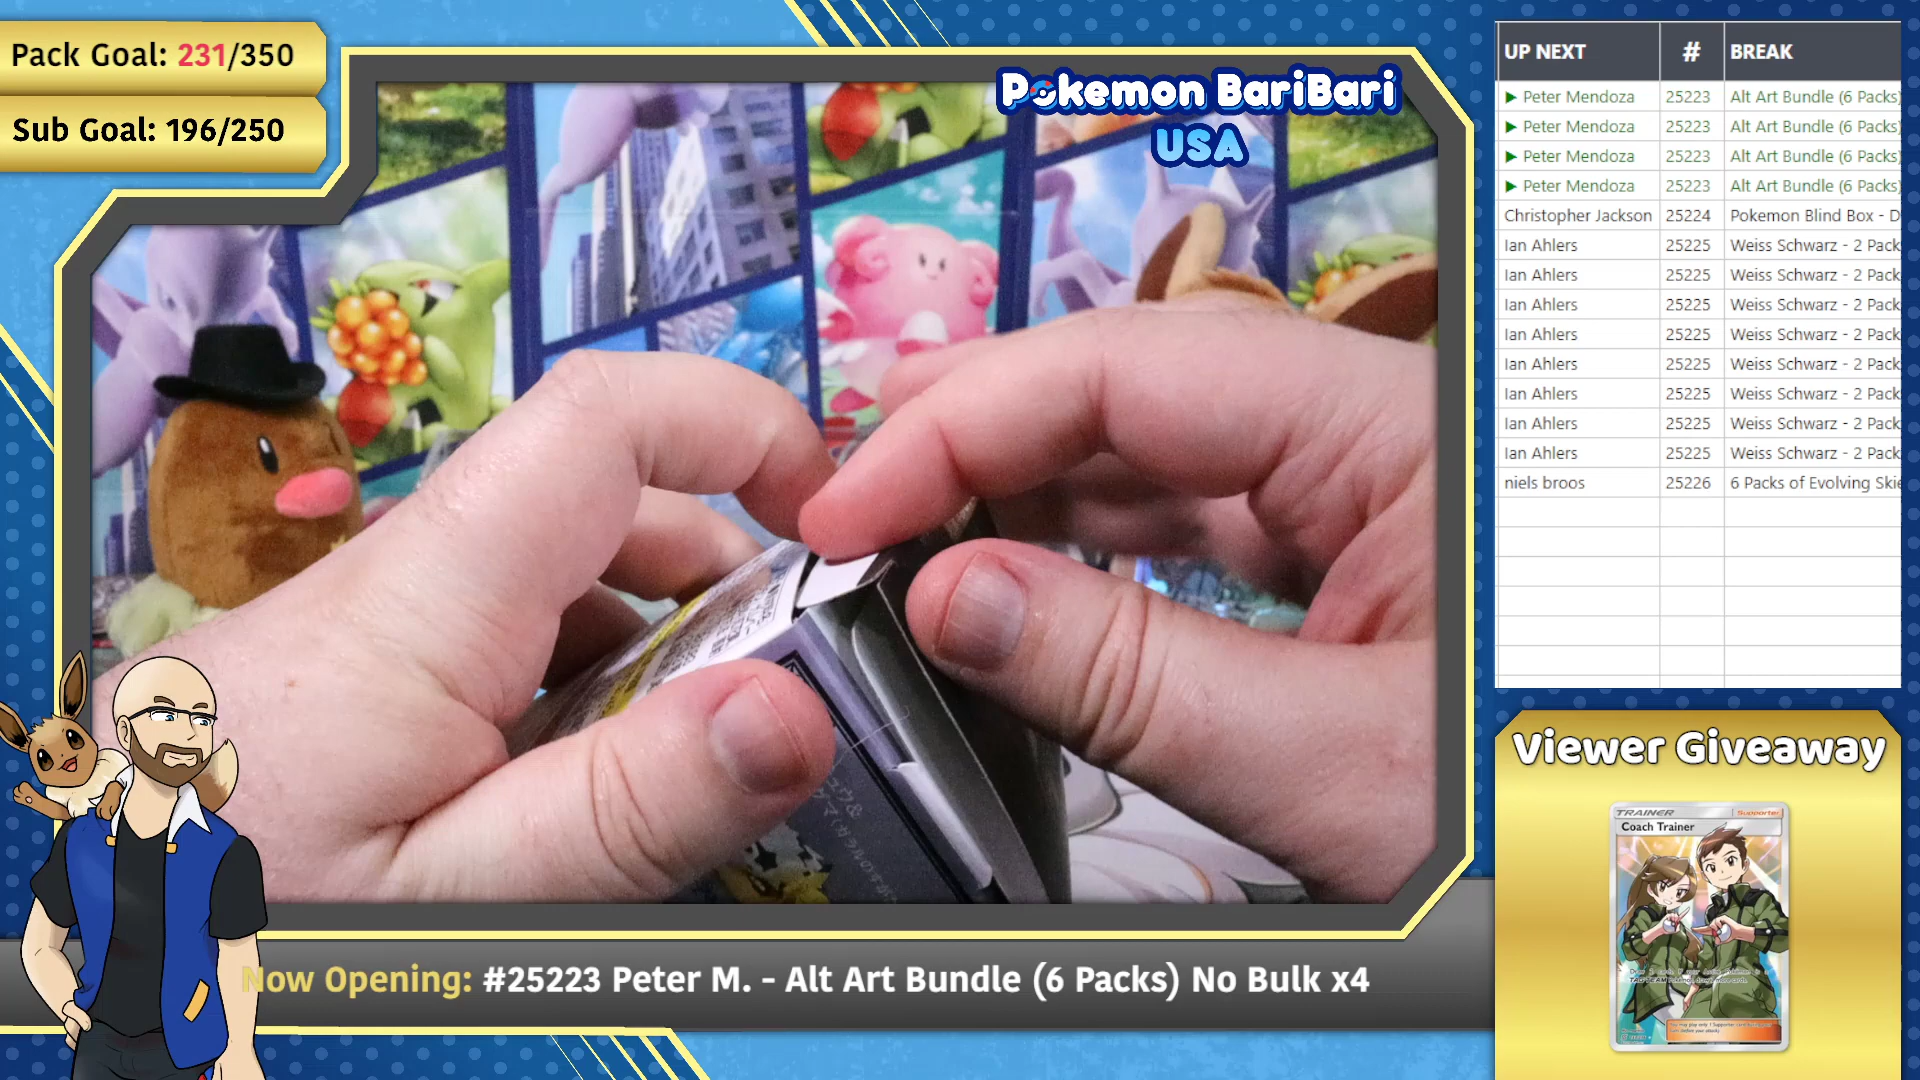 Pack Goal: 231/350
Sub Goal: 196/250
Pokemon BariBari
USA
UP NEXT # BREAK
▶ Peter Mendoza 25223 Alt Art Bundle (6 Packs)
▶ Peter Mendoza 25223 Alt Art Bundle (6 Packs)
▶ Peter Mendoza 25223 Alt Art Bundle (6 Packs)
▶ Peter Mendoza 25223 Alt Art Bundle (6 Packs)
Christopher Jackson 25224 Pokemon Blind Box - D
Ian Ahlers 25225 Weiss Schwarz - 2 Pack
Ian Ahlers 25225 Weiss Schwarz - 2 Pack
Ian Ahlers 25225 Weiss Schwarz - 2 Pack
Ian Ahlers 25225 Weiss Schwarz - 2 Pack
Ian Ahlers 25225 Weiss Schwarz - 2 Pack
Ian Ahlers 25225 Weiss Schwarz - 2 Pack
Ian Ahlers 25225 Weiss Schwarz - 2 Pack
Ian Ahlers 25225 Weiss Schwarz - 2 Pack
niels broos 25226 6 Packs of Evolving Skie
Viewer Giveaway
TRAINER Supporter
Coach Trainer
Now Opening: #25223 Peter M. - Alt Art Bundle (6 Packs) No Bulk x4